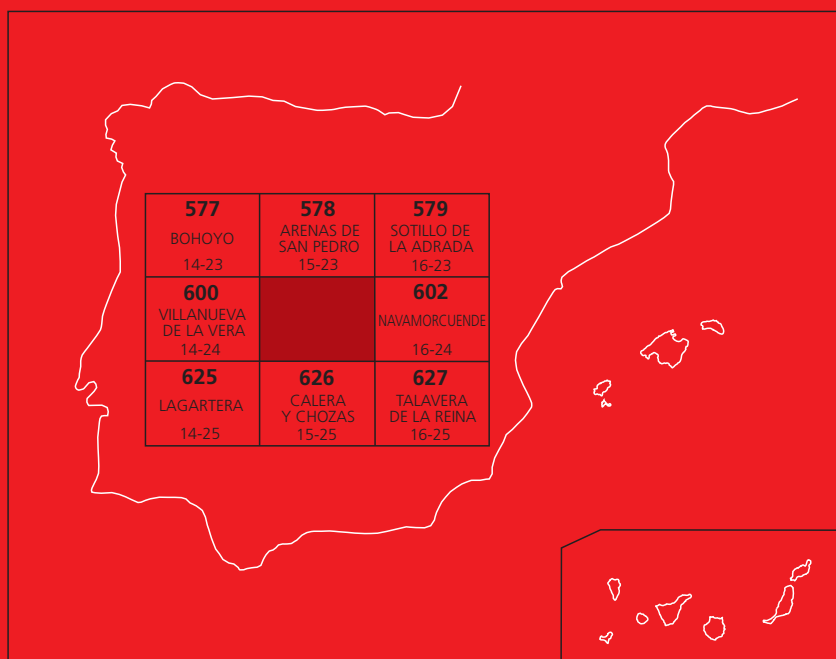 577
BOHOYO
14-23
578
ARENAS DE
SAN PEDRO
15-23
579
SOTILLO DE
LA ADRADA
16-23
600
VILLANUEVA
DE LA VERA
14-24
602
NAVAMORCUENDE
16-24
625
LAGARTERA
14-25
626
CALERA
Y CHOZAS
15-25
627
TALAVERA
DE LA REINA
16-25